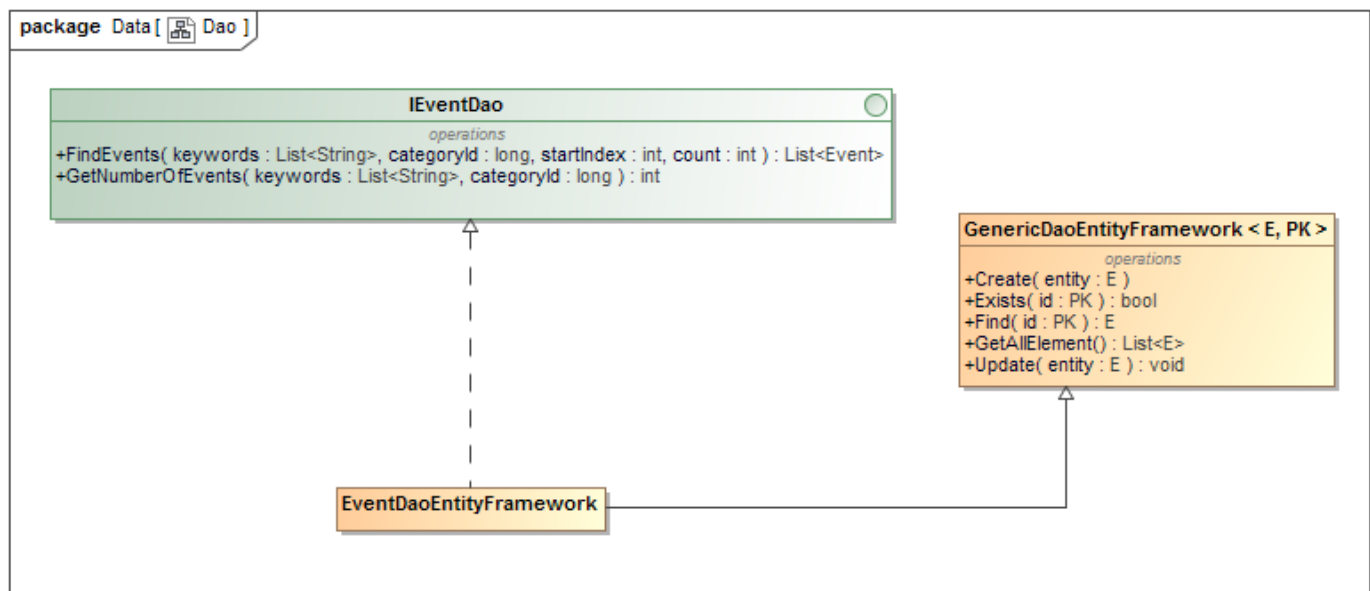 package Data [ Dao ]
IEventDao
operations
+FindEvents( keywords : List<String>, categoryId : long, startIndex : int, count : int ) : List<Event>
+GetNumberOfEvents( keywords : List<String>, categoryId : long ) : int
GenericDaoEntityFramework < E, PK >
operations
+Create( entity : E )
+Exists( id : PK ) : bool
+Find( id : PK ) : E
+GetAllElement() : List<E>
+Update( entity : E ) : void
EventDaoEntityFramework